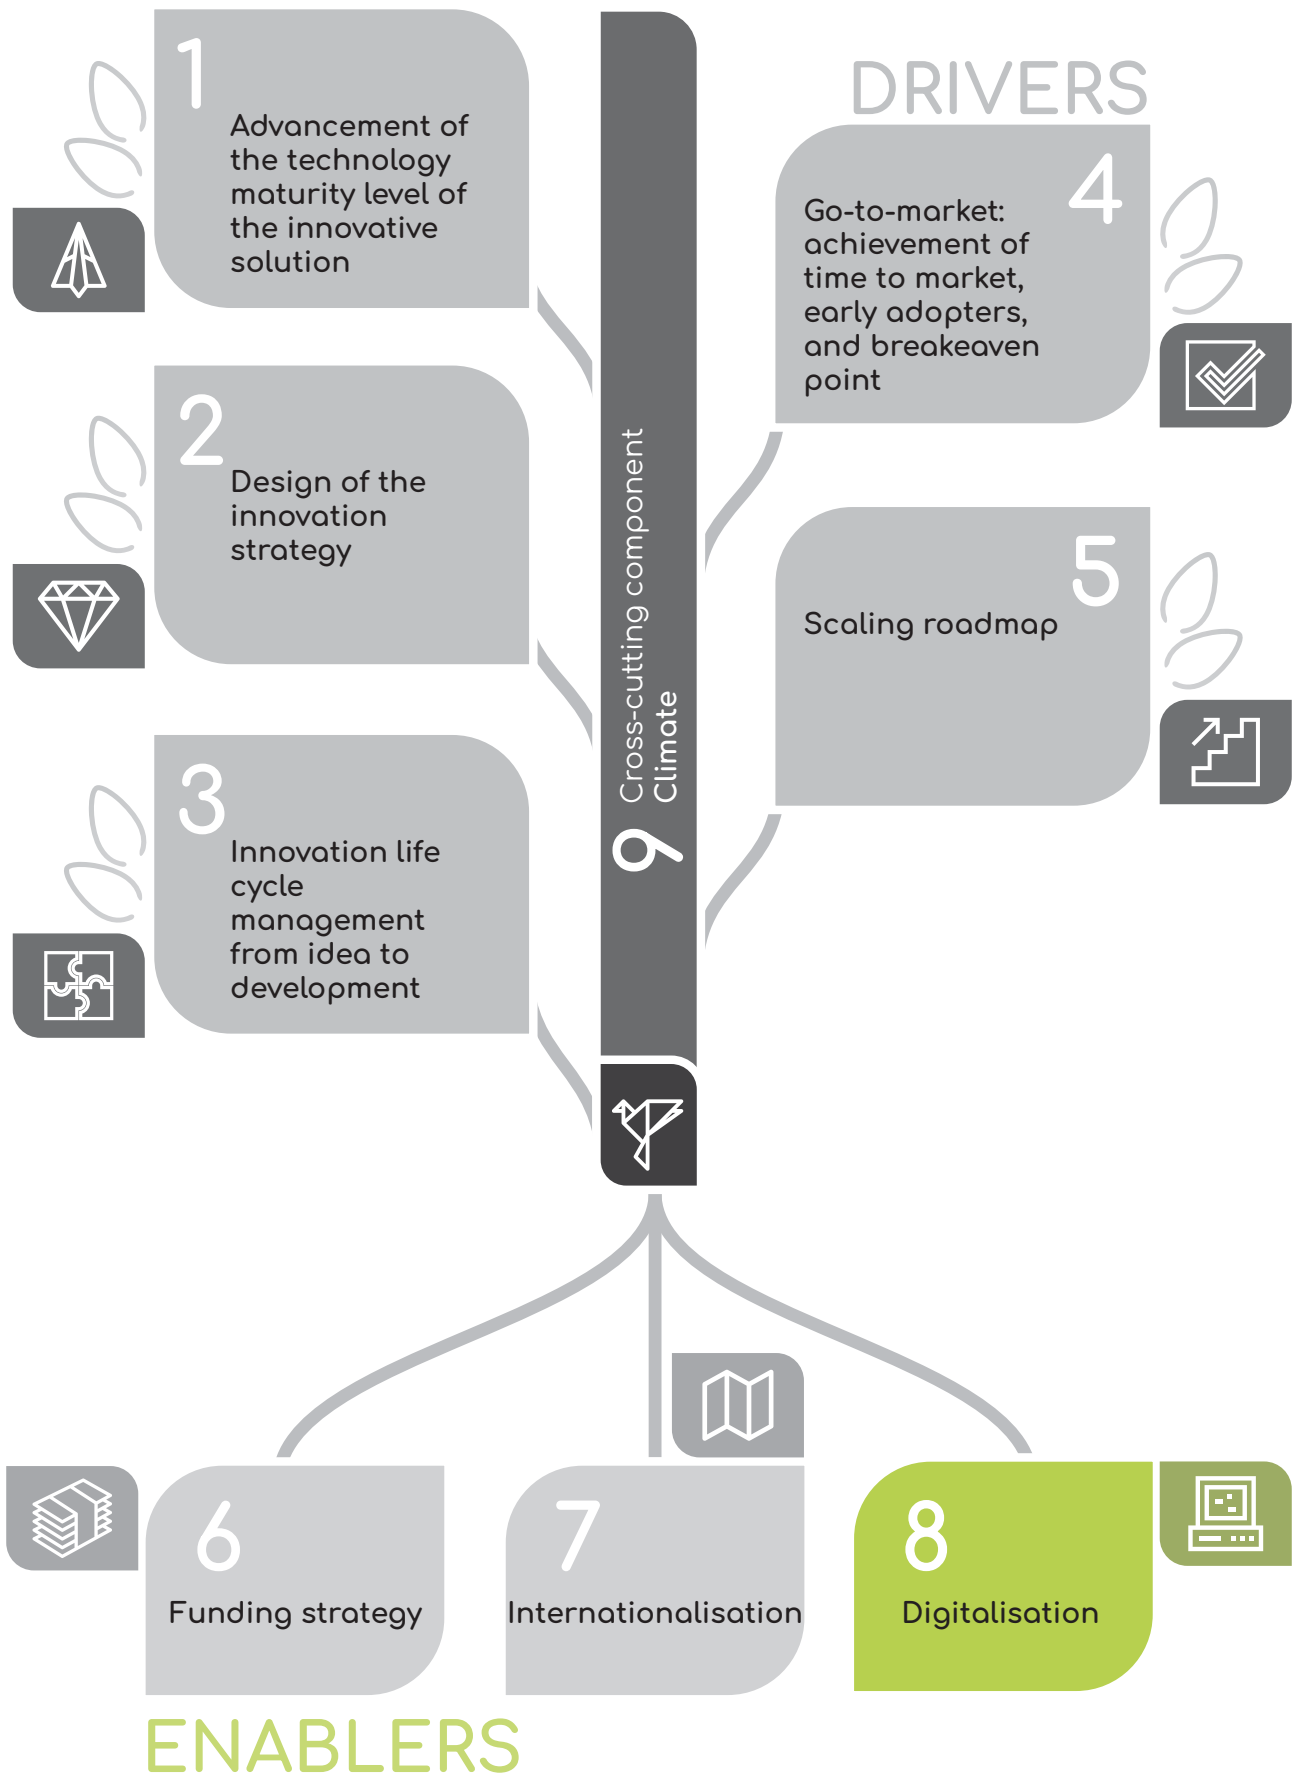 1
Advancement of
the technology
maturity level of
the innovative
solution
2
Design of the
innovation
strategy
3
Innovation life
cycle
management
from idea to
development
9
Cross-cutting component
Climate
DRIVERS
4
Go-to-market:
achievement of
time to market,
early adopters,
and breakeaven
point
5
Scaling roadmap
6
Funding strategy
7
Internationalisation
8
Digitalisation
ENABLERS